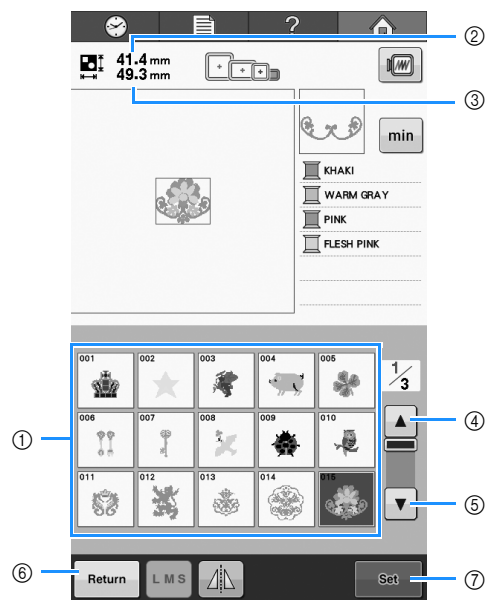 ?
②
41.4 mm
49.3 mm
③
min
KHAKI
WARM GRAY
PINK
FLESH PINK
001 002 003 004 005
1/3
006 007 008 009 010
①
④
011 012 013 014 015
⑤
⑥ Return L M S Set ⑦